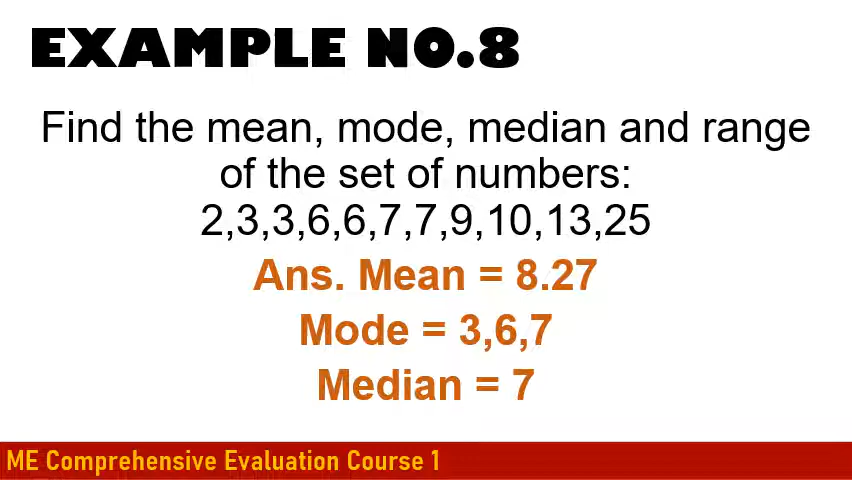 EXAMPLE NO.8
Find the mean, mode, median and range
of the set of numbers:
2,3,3,6,6,7,7,9,10,13,25
Ans. Mean = 8.27
Mode = 3,6,7
Median = 7
ME Comprehensive Evaluation Course 1